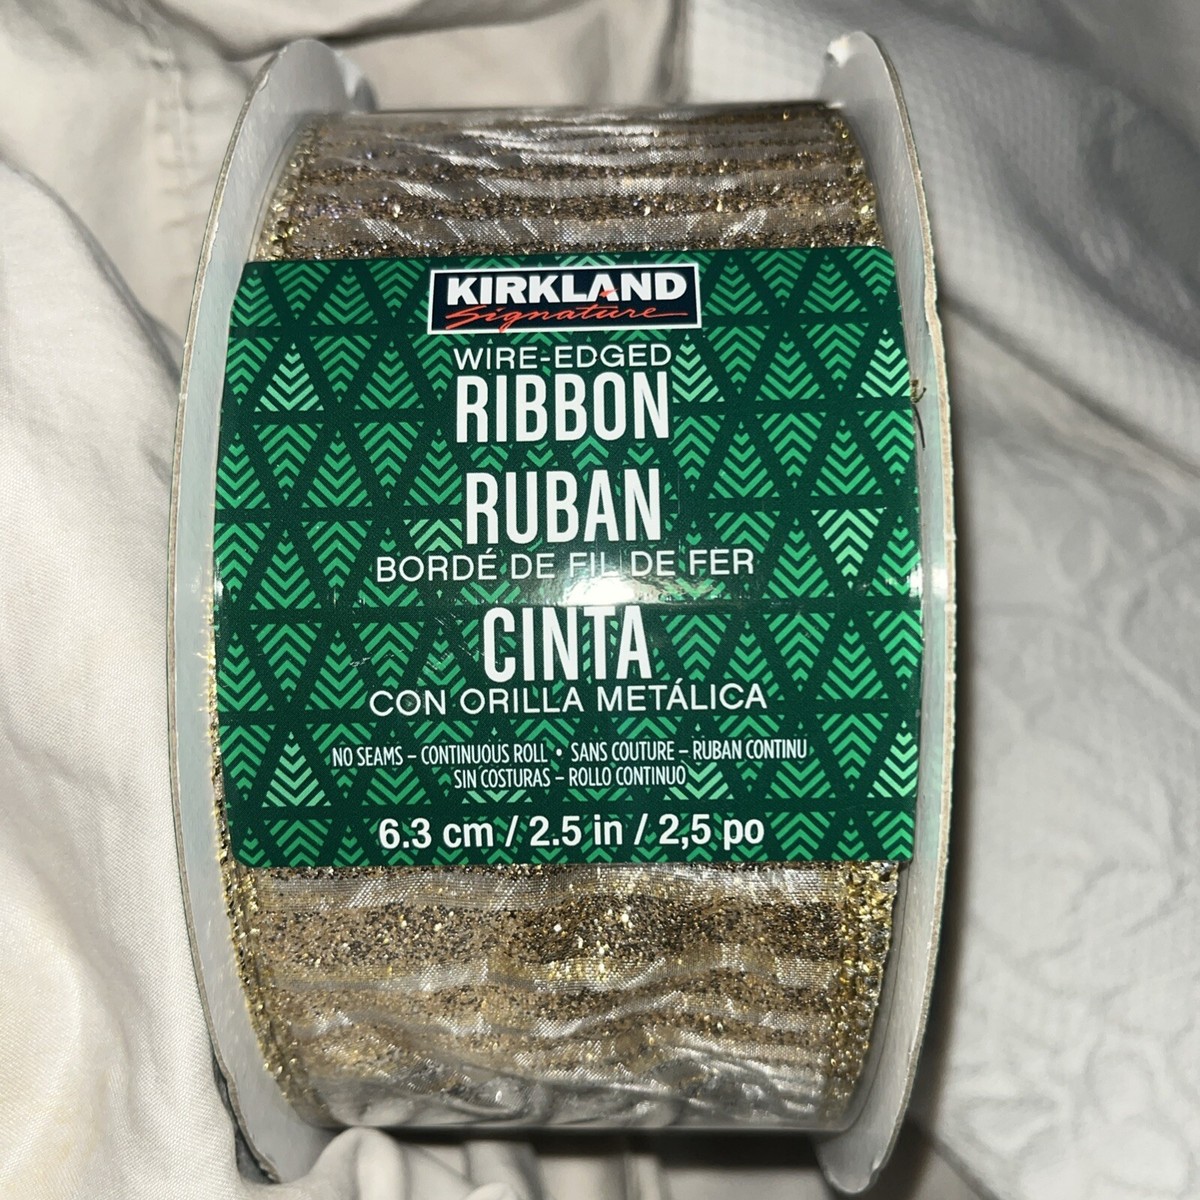 KIRKLAND
Signature
WIRE-EDGED
RIBBON
RUBAN
BORDÉ DE FIL DE FER
CINTA
CON ORILLA METÁLICA
NO SEAMS – CONTINUOUS ROLL • SANS COUTURE – RUBAN CONTINU
SIN COSTURAS – ROLLO CONTINUO
6.3 cm / 2.5 in / 2,5 po